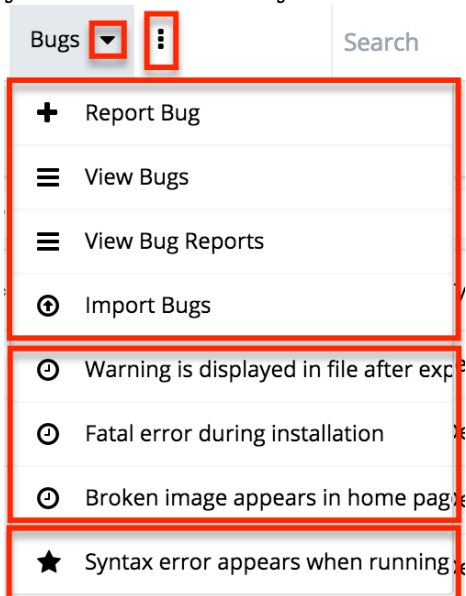 Bugs
Search
Report Bug
View Bugs
View Bug Reports
Import Bugs
Warning is displayed in file after exp
Fatal error during installation
Broken image appears in home pag
Syntax error appears when running